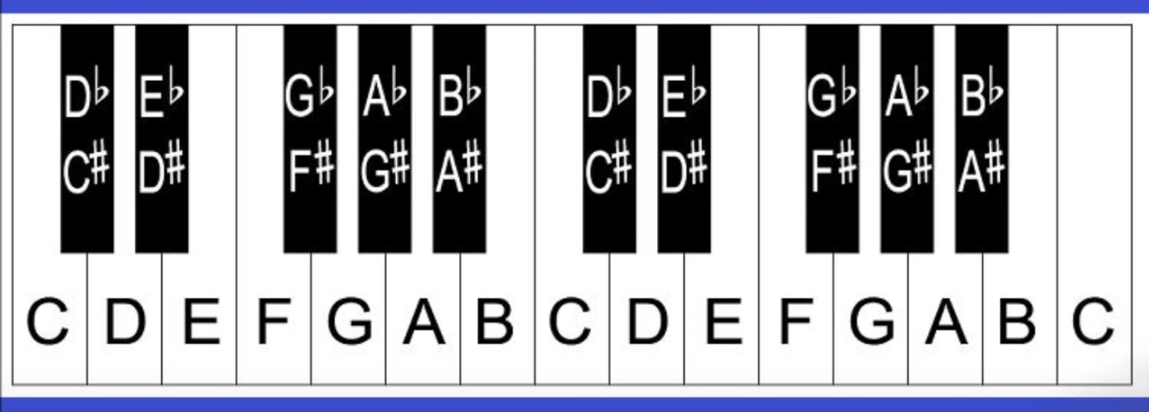 D♭ E♭ G♭ A♭ B♭ D♭ E♭ G♭ A♭ B♭
C# D# F# G# A# C# D# F# G# A#
C D E F G A B C D E F G A B C